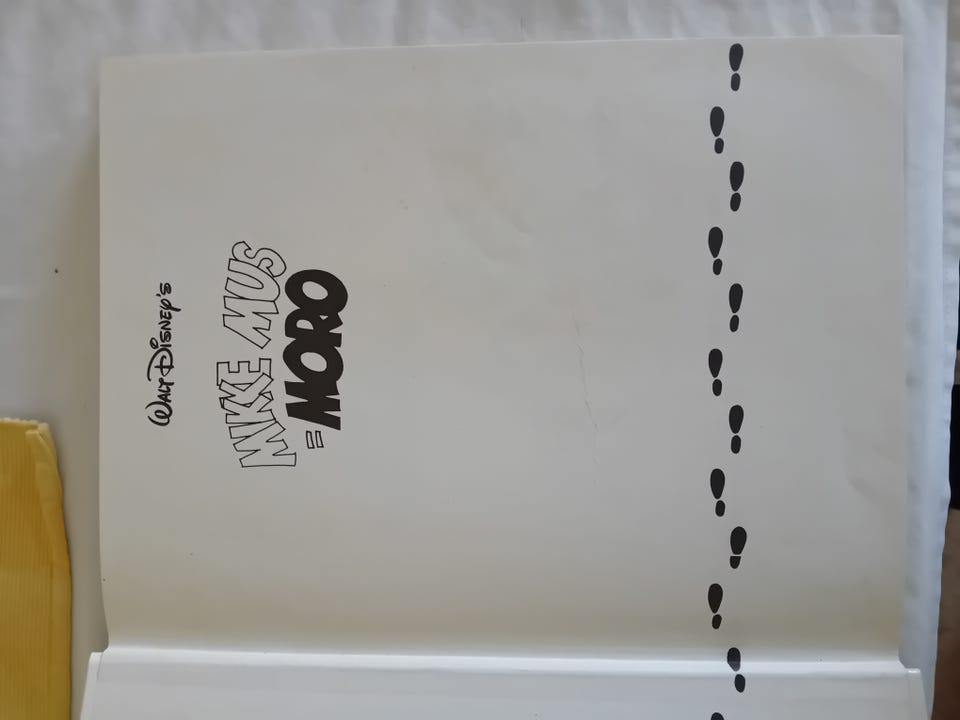 WALT DISNEY'S
MIKKE MUS
= MORO